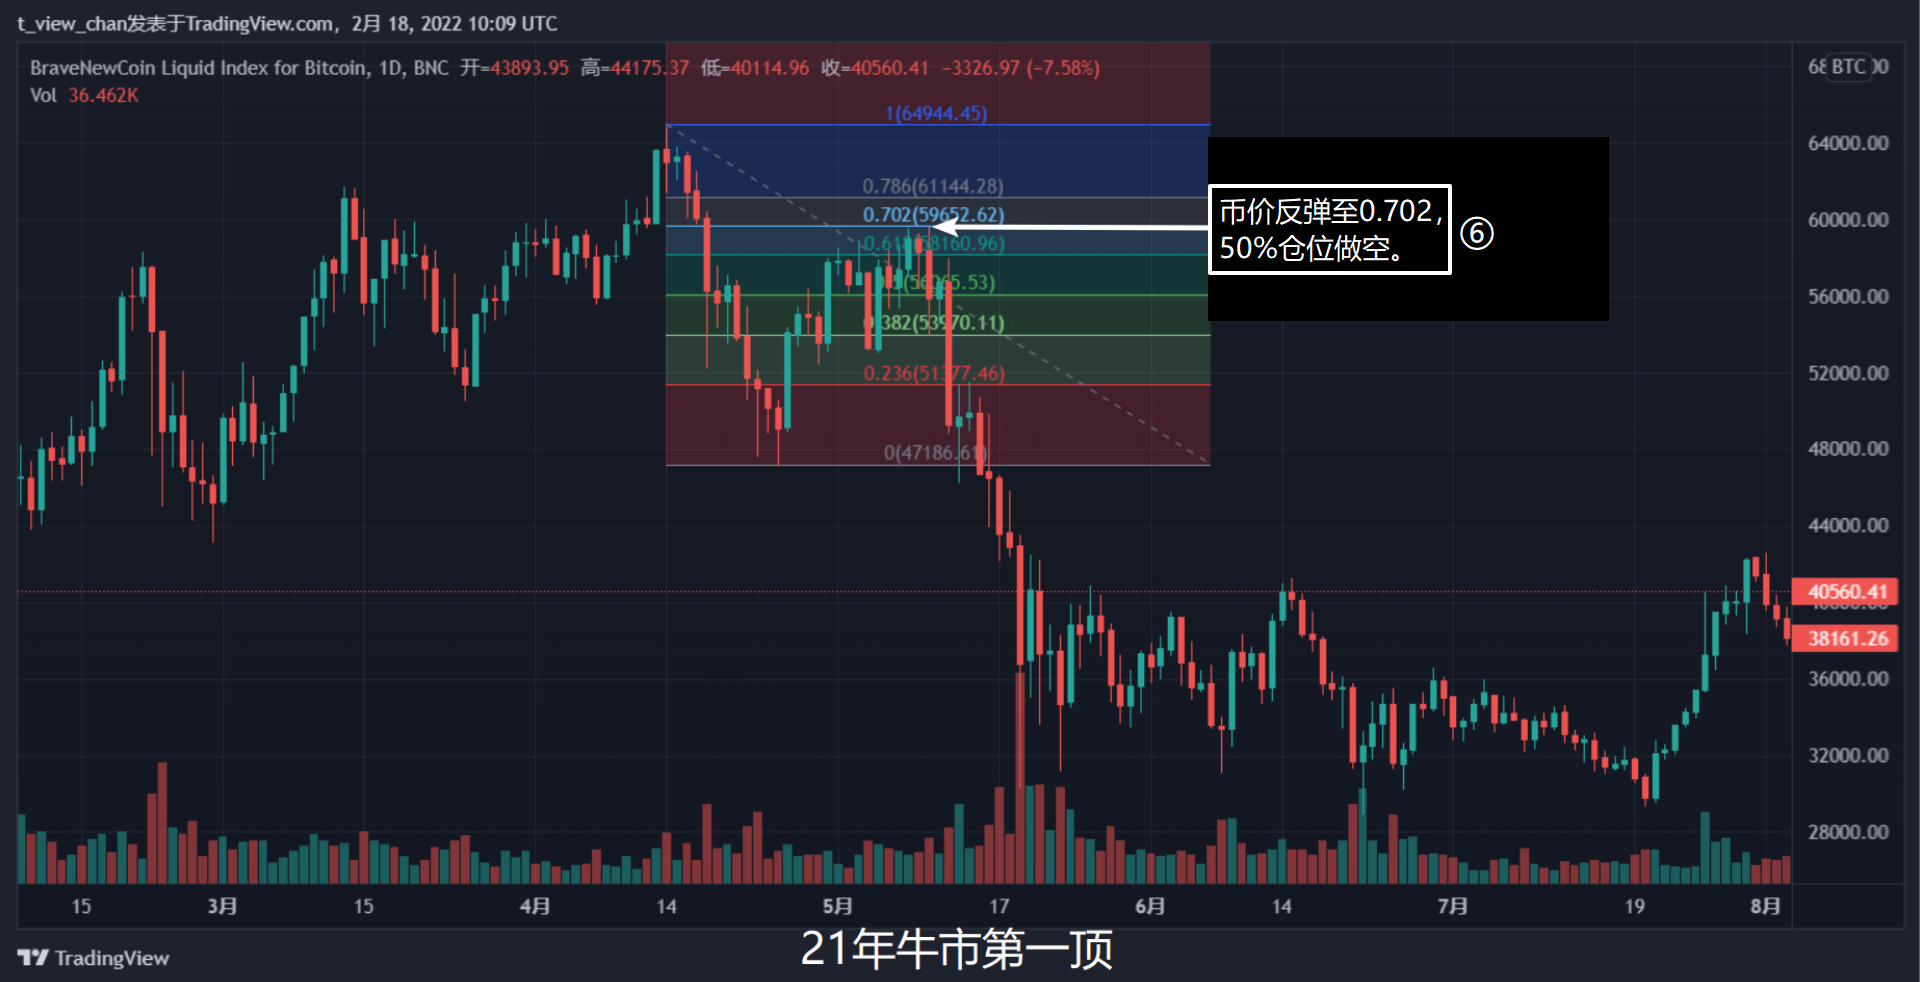 t_view_chan发表于TradingView.com，2月 18, 2022 10:09 UTC
BraveNewCoin Liquid Index for Bitcoin, 1D, BNC 开=43893.95 高=44175.37 低=40114.96 收=40560.41 −3326.97 (−7.58%)
Vol 36.462K
BTC
1(64944.45)
64000.00
0.786(61144.28)
0.702(59652.62)
60000.00
币价反弹至0.702，
50%仓位做空。
⑥
0.618(58160.96)
0.5(56065.53)
56000.00
0.382(53970.11)
0.236(51377.46)
52000.00
0(47186.61)
48000.00
44000.00
40560.41
38161.26
36000.00
32000.00
28000.00
15 3月 15 4月 14 5月 17 6月 14 7月 19 8月
21年牛市第一顶
TradingView